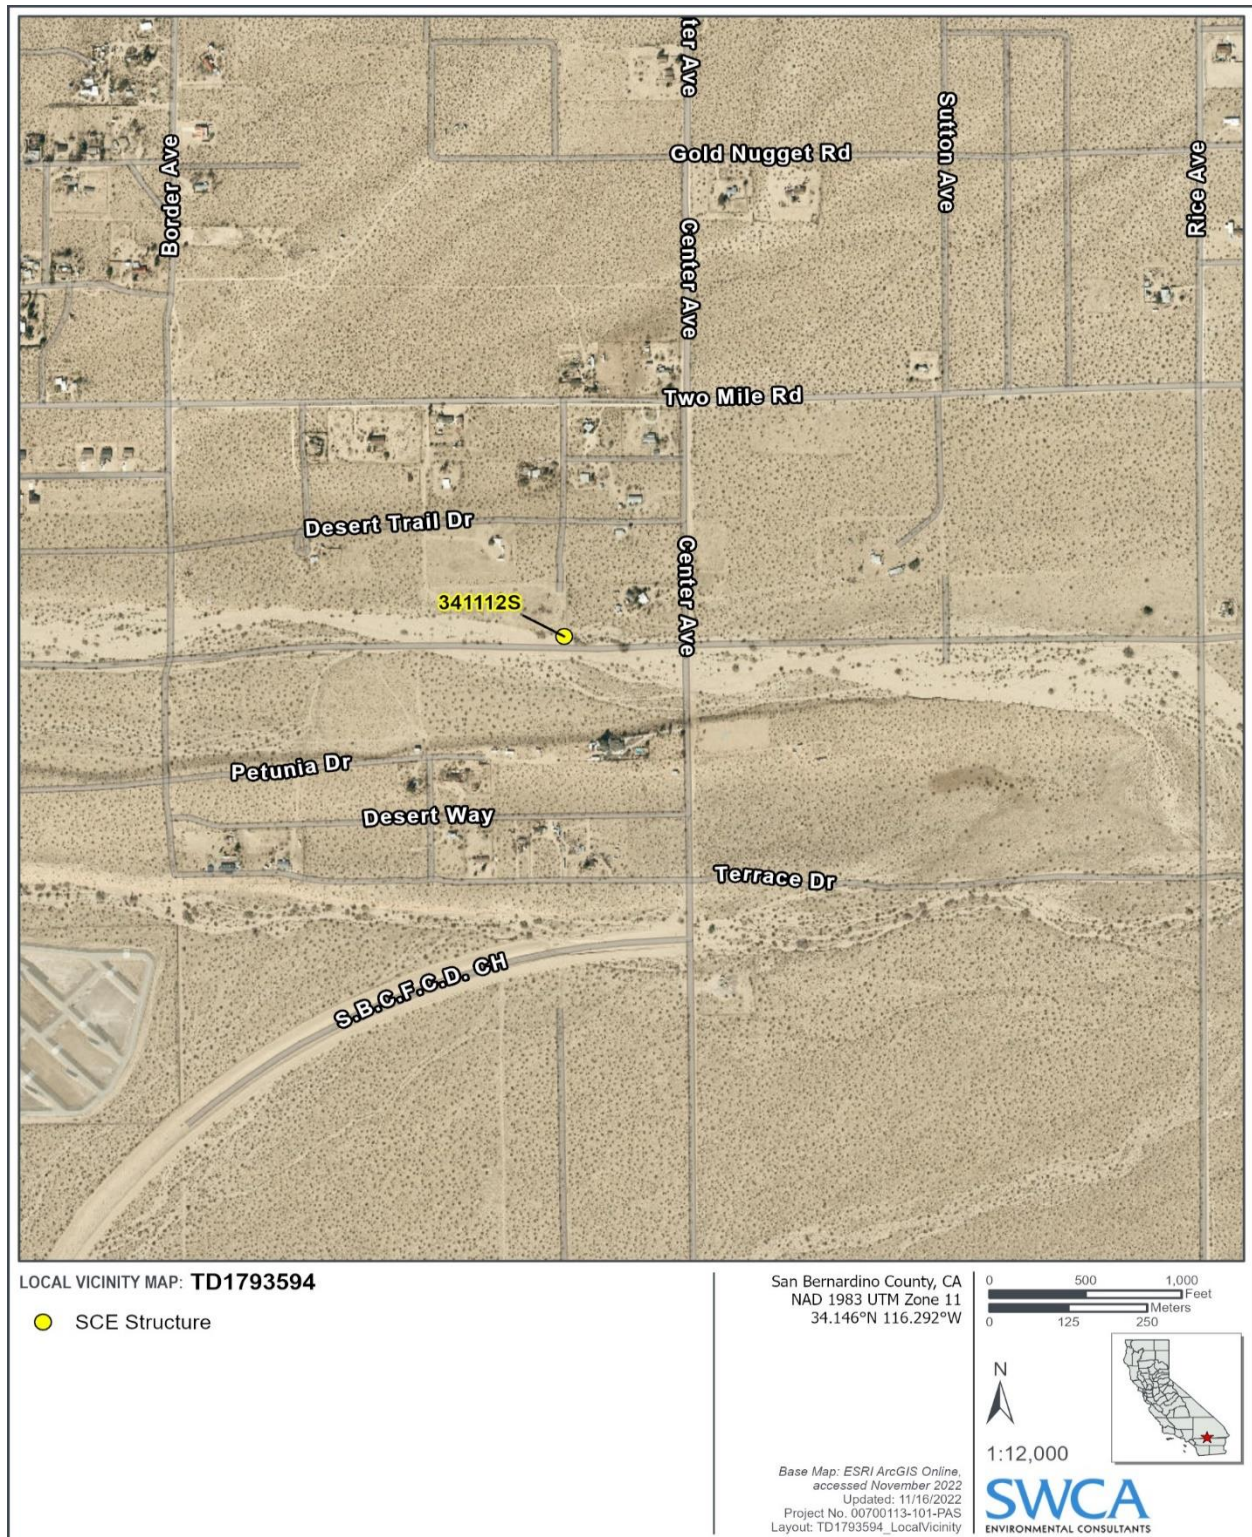 ter Ave
Border Ave
Gold Nugget Rd
Sutton Ave
Rice Ave
Center Ave
Two Mile Rd
Desert Trail Dr
Center Ave
341112S
Petunia Dr
Desert Way
Terrace Dr
S.B.C.F.C.D. CH
LOCAL VICINITY MAP: TD1793594
SCE Structure
San Bernardino County, CA
NAD 1983 UTM Zone 11
34.146°N 116.292°W
Base Map: ESRI ArcGIS Online,
accessed November 2022
Updated: 11/16/2022
Project No. 00700113-101-PAS
Layout: TD1793594_LocalVicinity
0 500 1,000
Feet
Meters
0 125 250
N
1:12,000
SWCA
ENVIRONMENTAL CONSULTANTS